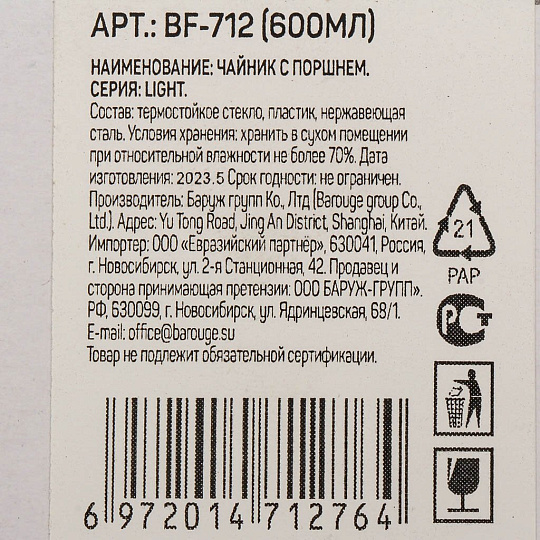 АРТ.: BF-712 (600МЛ)
НАИМЕНОВАНИЕ: ЧАЙНИК С ПОРШНЕМ.
СЕРИЯ: LIGHT.
Состав: термостойкое стекло, пластик, нержавеющая
сталь. Условия хранения: хранить в сухом помещении
при относительной влажности не более 70%. Дата
изготовления: 2023.5 Срок годности: не ограничен.
Производитель: Баруж групп Ко., Лтд (Barouge group Co.,
Ltd.). Адрес: Yu Tong Road, Jing An District, Shanghai, Китай.
Импортер: ООО «Евразийский партнёр», 630041, Россия,
г. Новосибирск, ул. 2-я Станционная, 42. Продавец и
сторона принимающая претензии: ООО БАРУЖ-ГРУПП».
РФ, 630099, г. Новосибирск, ул. Ядринцевская, 68/1.
E-mail: office@barouge.su
Товар не подлежит обязательной сертификации.
21
PAP
РСТ
6 972014 712764